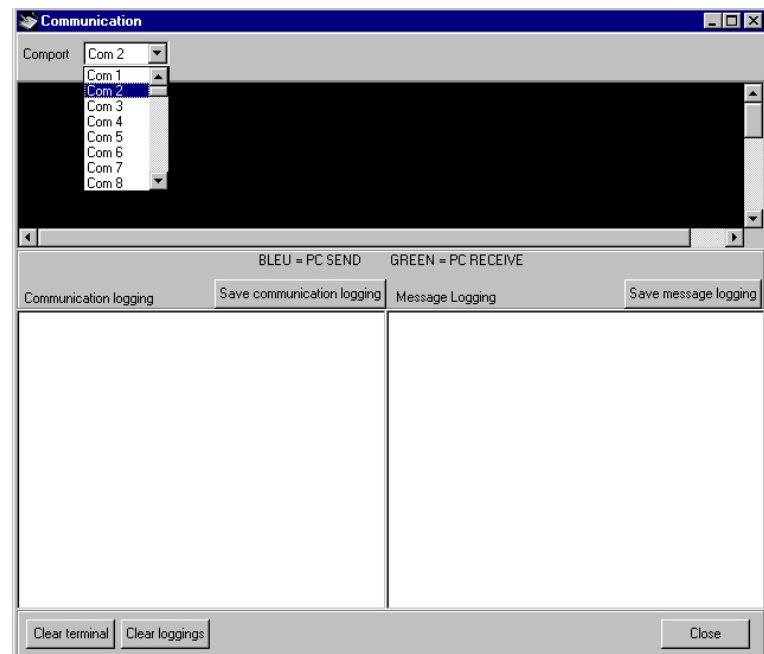 Communication
Comport Com 2
Com 1
Com 2
Com 3
Com 4
Com 5
Com 6
Com 7
Com 8
BLEU = PC SEND GREEN = PC RECEIVE
Communication logging Save communication logging Message Logging Save message logging
Clear terminal Clear loggings Close